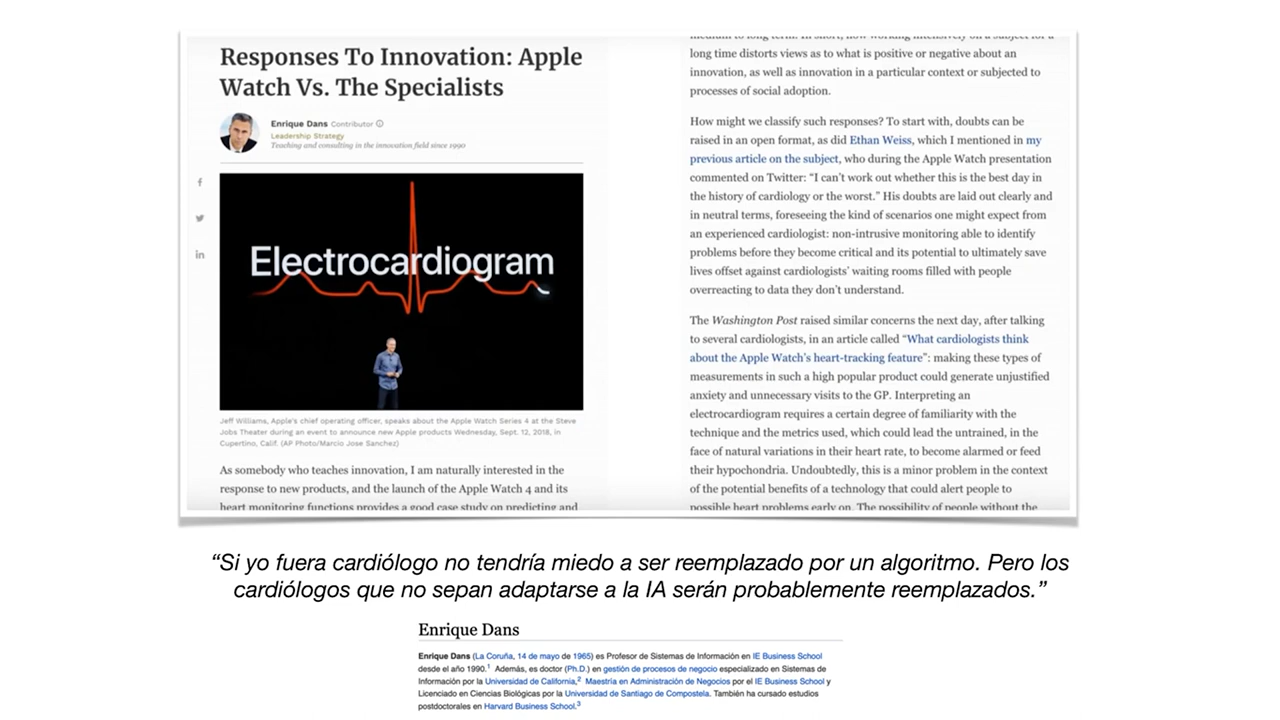 Responses To Innovation: Apple
Watch Vs. The Specialists
Enrique Dans Contributor
Leadership Strategy
Teaching and consulting in the innovation field since 1990
Electrocardiogram
Jeff Williams, Apple's chief operating officer, speaks about the Apple Watch Series 4 at the Steve
Jobs Theater during an event to announce new Apple products Wednesday, Sept. 12, 2018, in
Cupertino, Calif. (AP Photo/Marcio Jose Sanchez)
As somebody who teaches innovation, I am naturally interested in the
response to new products, and the launch of the Apple Watch 4 and its
heart monitoring functions provides a good case study on predicting and
medium to long term. In short, how working intensively on a subject for a
long time distorts views as to what is positive or negative about an
innovation, as well as innovation in a particular context or subjected to
processes of social adoption.
How might we classify such responses? To start with, doubts can be
raised in an open format, as did Ethan Weiss, which I mentioned in my
previous article on the subject, who during the Apple Watch presentation
commented on Twitter: “I can’t work out whether this is the best day in
the history of cardiology or the worst.” His doubts are laid out clearly and
in neutral terms, foreseeing the kind of scenarios one might expect from
an experienced cardiologist: non-intrusive monitoring able to identify
problems before they become critical and its potential to ultimately save
lives offset against cardiologists’ waiting rooms filled with people
overreacting to data they don’t understand.
The Washington Post raised similar concerns the next day, after talking
to several cardiologists, in an article called “What cardiologists think
about the Apple Watch’s heart-tracking feature”: making these types of
measurements in such a high popular product could generate unjustified
anxiety and unnecessary visits to the GP. Interpreting an
electrocardiogram requires a certain degree of familiarity with the
technique and the metrics used, which could lead the untrained, in the
face of natural variations in their heart rate, to become alarmed or feed
their hypochondria. Undoubtedly, this is a minor problem in the context
of the potential benefits of a technology that could alert people to
possible heart problems early on. The possibility of people without the
“Si yo fuera cardiólogo no tendría miedo a ser reemplazado por un algoritmo. Pero los
cardiólogos que no sepan adaptarse a la IA serán probablemente reemplazados.”
Enrique Dans
Enrique Dans (La Coruña, 14 de mayo de 1965) es Profesor de Sistemas de Información en IE Business School
desde el año 1990.1 Además, es doctor (Ph.D.) en gestión de procesos de negocio especializado en Sistemas de
Información por la Universidad de California,2 Maestría en Administración de Negocios por el IE Business School y
Licenciado en Ciencias Biológicas por la Universidad de Santiago de Compostela. También ha cursado estudios
postdoctorales en Harvard Business School.3